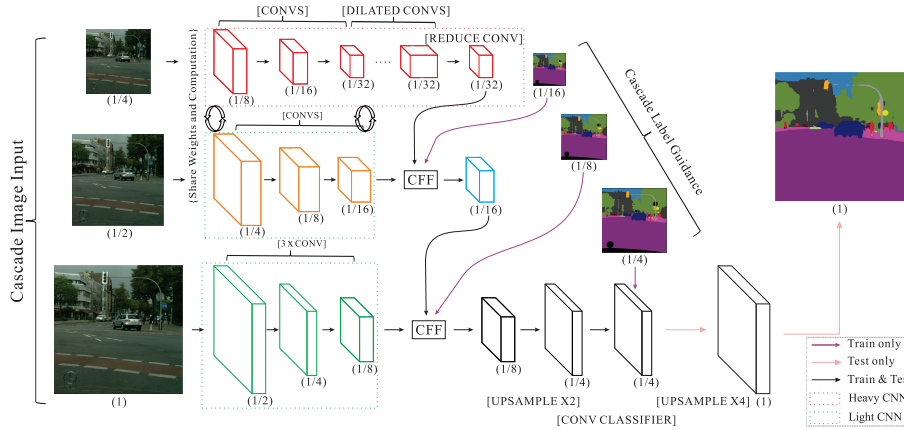 [CONVS]
[DILATED CONVS]
[REDUCE CONV]
(1/4)
(1/8)
(1/16)
(1/32)
(1/32)
(1/32)
(1/16)
{Share Weights and Computation}
Cascade Label Guidance
Cascade Image Input
[CONVS]
(1/8)
(1/2)
(1/4)
(1/8)
(1/16)
CFF
(1/16)
(1/4)
(1)
[3 x CONV]
(1)
(1/2)
(1/4)
(1/8)
CFF
(1/8)
(1/4)
(1/4)
(1)
[UPSAMPLE X2]
[CONV CLASSIFIER]
[UPSAMPLE X4]
Train only
Test only
Train & Test
Heavy CNN
Light CNN